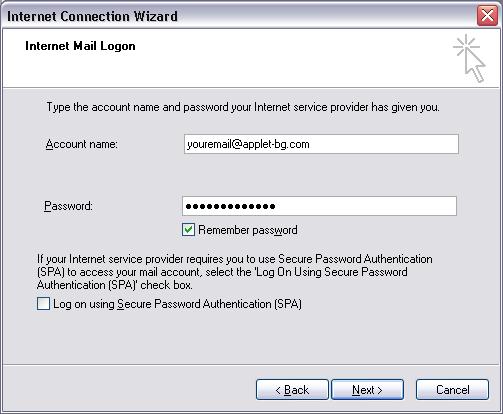 Internet Connection Wizard
Internet Mail Logon
Type the account name and password your Internet service provider has given you.
Account name: youremail@applet-bg.com
Password: •••••••••••••
Remember password
If your Internet service provider requires you to use Secure Password Authentication
(SPA) to access your mail account, select the 'Log On Using Secure Password
Authentication (SPA)' check box.
Log on using Secure Password Authentication (SPA)
< Back Next > Cancel